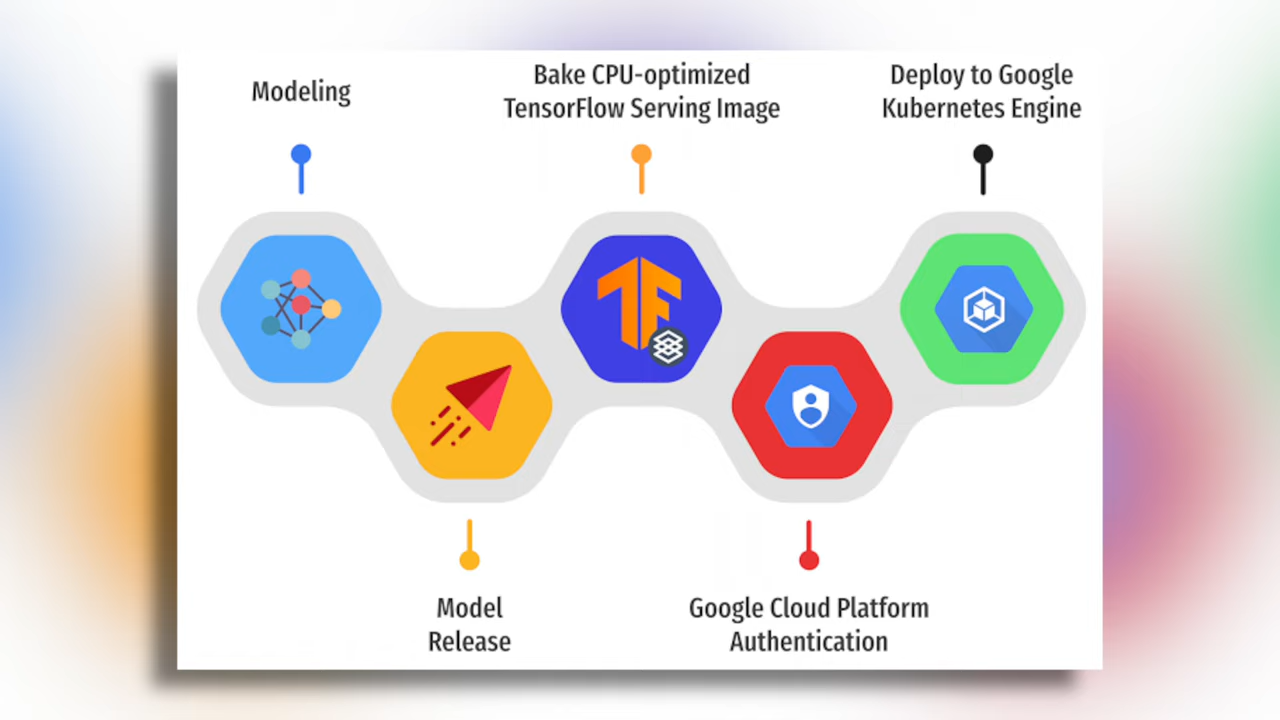 Modeling
Bake CPU-optimized
TensorFlow Serving Image
Deploy to Google
Kubernetes Engine
Model
Release
Google Cloud Platform
Authentication